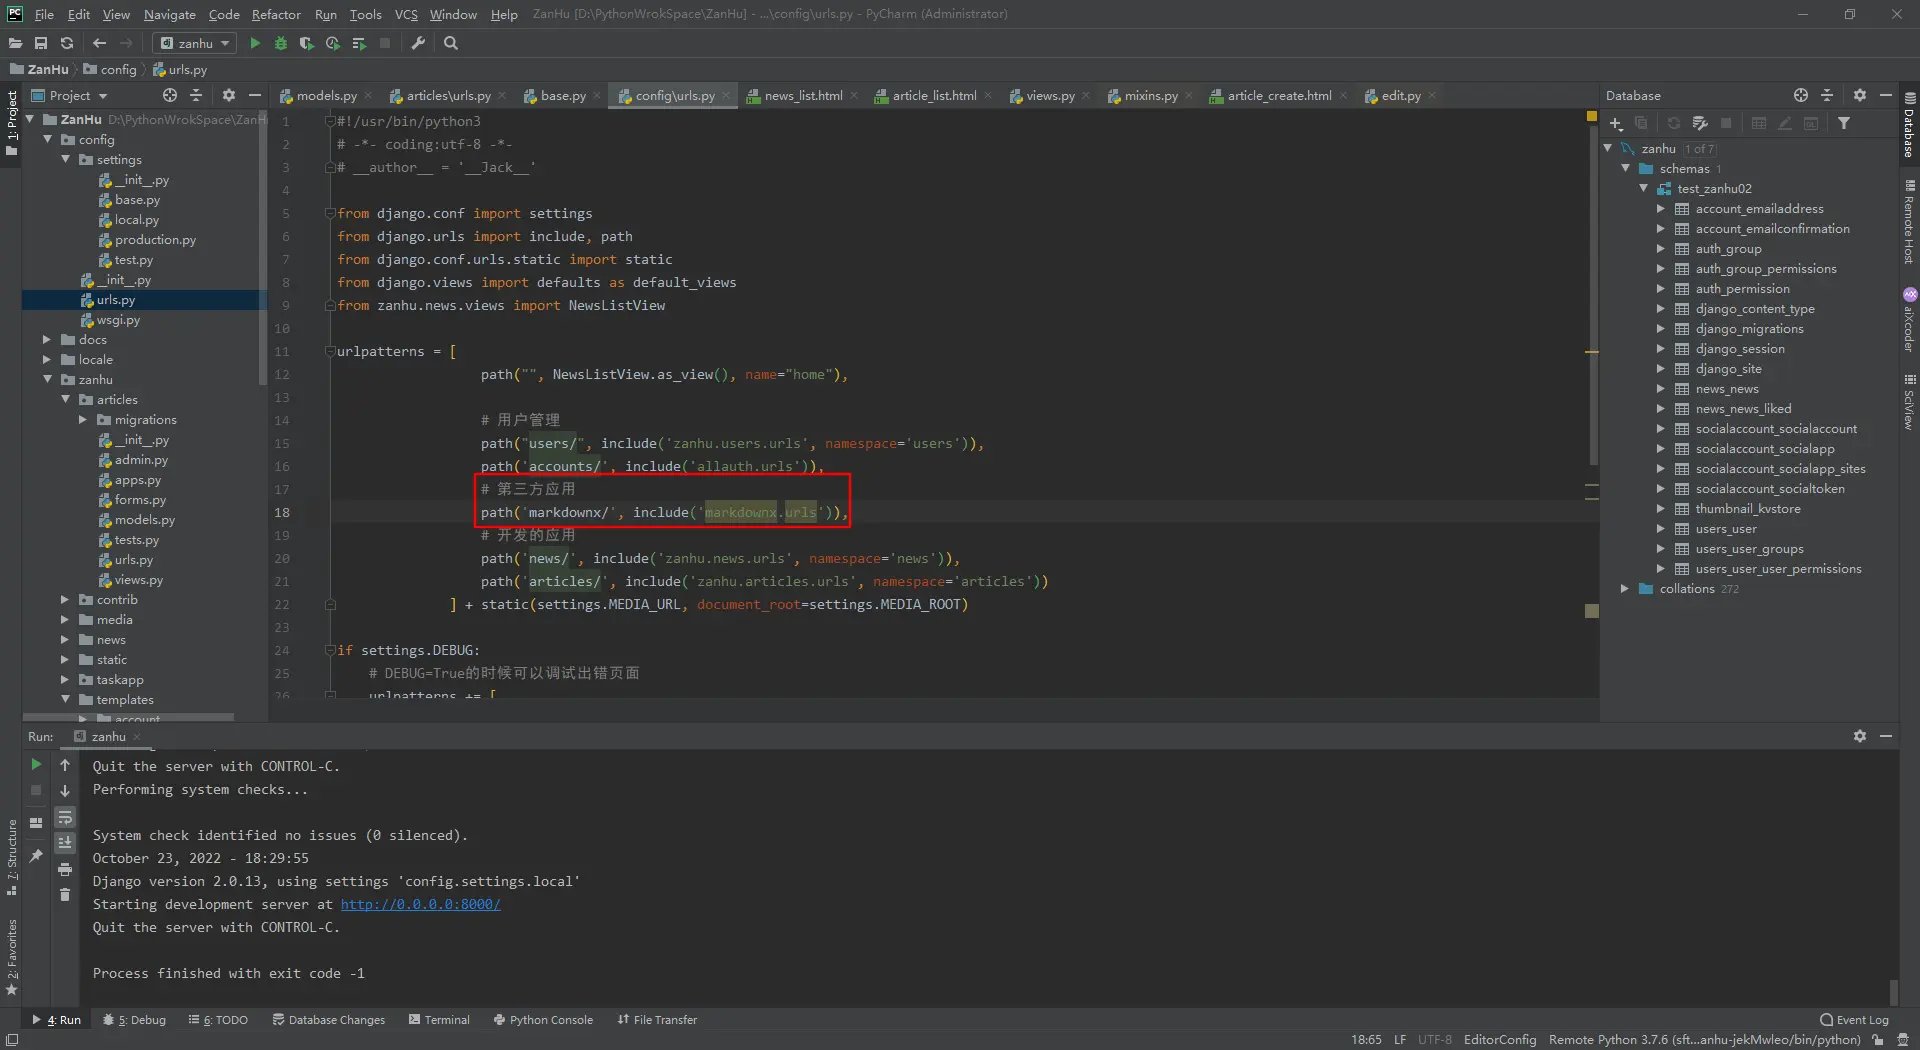 File Edit View Navigate Code Refactor Run Tools VCS Window Help ZanHu [D:\PythonWrokSpace\ZanHu] - ...\config\urls.py - PyCharm (Administrator)
zanhu
ZanHu config urls.py
1: Project
Project
ZanHu D:\PythonWrokSpace\ZanH
config
settings
__init__.py
base.py
local.py
production.py
test.py
__init__.py
urls.py
wsgi.py
docs
locale
zanhu
articles
migrations
__init__.py
admin.py
apps.py
forms.py
models.py
tests.py
urls.py
views.py
contrib
media
news
static
taskapp
templates
account
models.py articles\urls.py base.py config\urls.py news_list.html article_list.html views.py mixins.py article_create.html edit.py
1 #!/usr/bin/python3
2 # -*- coding:utf-8 -*-
3 # __author__ = '__Jack__'
4
5 from django.conf import settings
6 from django.urls import include, path
7 from django.conf.urls.static import static
8 from django.views import defaults as default_views
9 from zanhu.news.views import NewsListView
10
11 urlpatterns = [
12 path("", NewsListView.as_view(), name="home"),
13
14 # 用户管理
15 path("users/", include('zanhu.users.urls', namespace='users')),
16 path('accounts/', include('allauth.urls')),
17 # 第三方应用
18 path('markdownx/', include('markdownx.urls')),
19 # 开发的应用
20 path('news/', include('zanhu.news.urls', namespace='news')),
21 path('articles/', include('zanhu.articles.urls', namespace='articles'))
22 ] + static(settings.MEDIA_URL, document_root=settings.MEDIA_ROOT)
23
24 if settings.DEBUG:
25 # DEBUG=True的时候可以调试出错页面
26 urlpatterns += [
Database
zanhu 1 of 7
schemas 1
test_zanhu02
account_emailaddress
account_emailconfirmation
auth_group
auth_group_permissions
auth_permission
django_content_type
django_migrations
django_session
django_site
news_news
news_news_liked
socialaccount_socialaccount
socialaccount_socialapp
socialaccount_socialapp_sites
socialaccount_socialtoken
thumbnail_kvstore
users_user
users_user_groups
users_user_user_permissions
collations 272
Database
Remote Host
aiXcoder
SciView
Run: zanhu
Quit the server with CONTROL-C.
Performing system checks...
System check identified no issues (0 silenced).
October 23, 2022 - 18:29:55
Django version 2.0.13, using settings 'config.settings.local'
Starting development server at http://0.0.0.0:8000/
Quit the server with CONTROL-C.
Process finished with exit code -1
7: Structure
2: Favorites
4: Run 5: Debug 6: TODO Database Changes Terminal Python Console File Transfer Event Log
18:65 LF UTF-8 EditorConfig Remote Python 3.7.6 (sft...anhu-jekMwleo/bin/python)